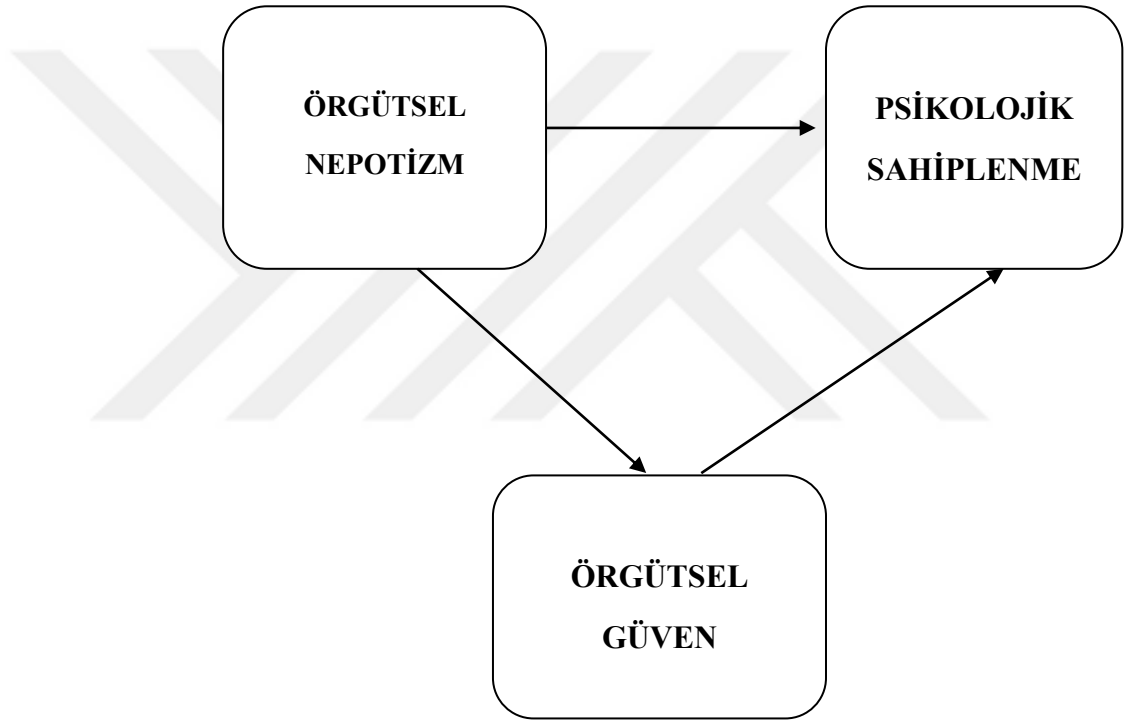 ÖRGÜTSEL
NEPOTİZM
PSİKOLOJİK
SAHİPLENME
ÖRGÜTSEL
GÜVEN